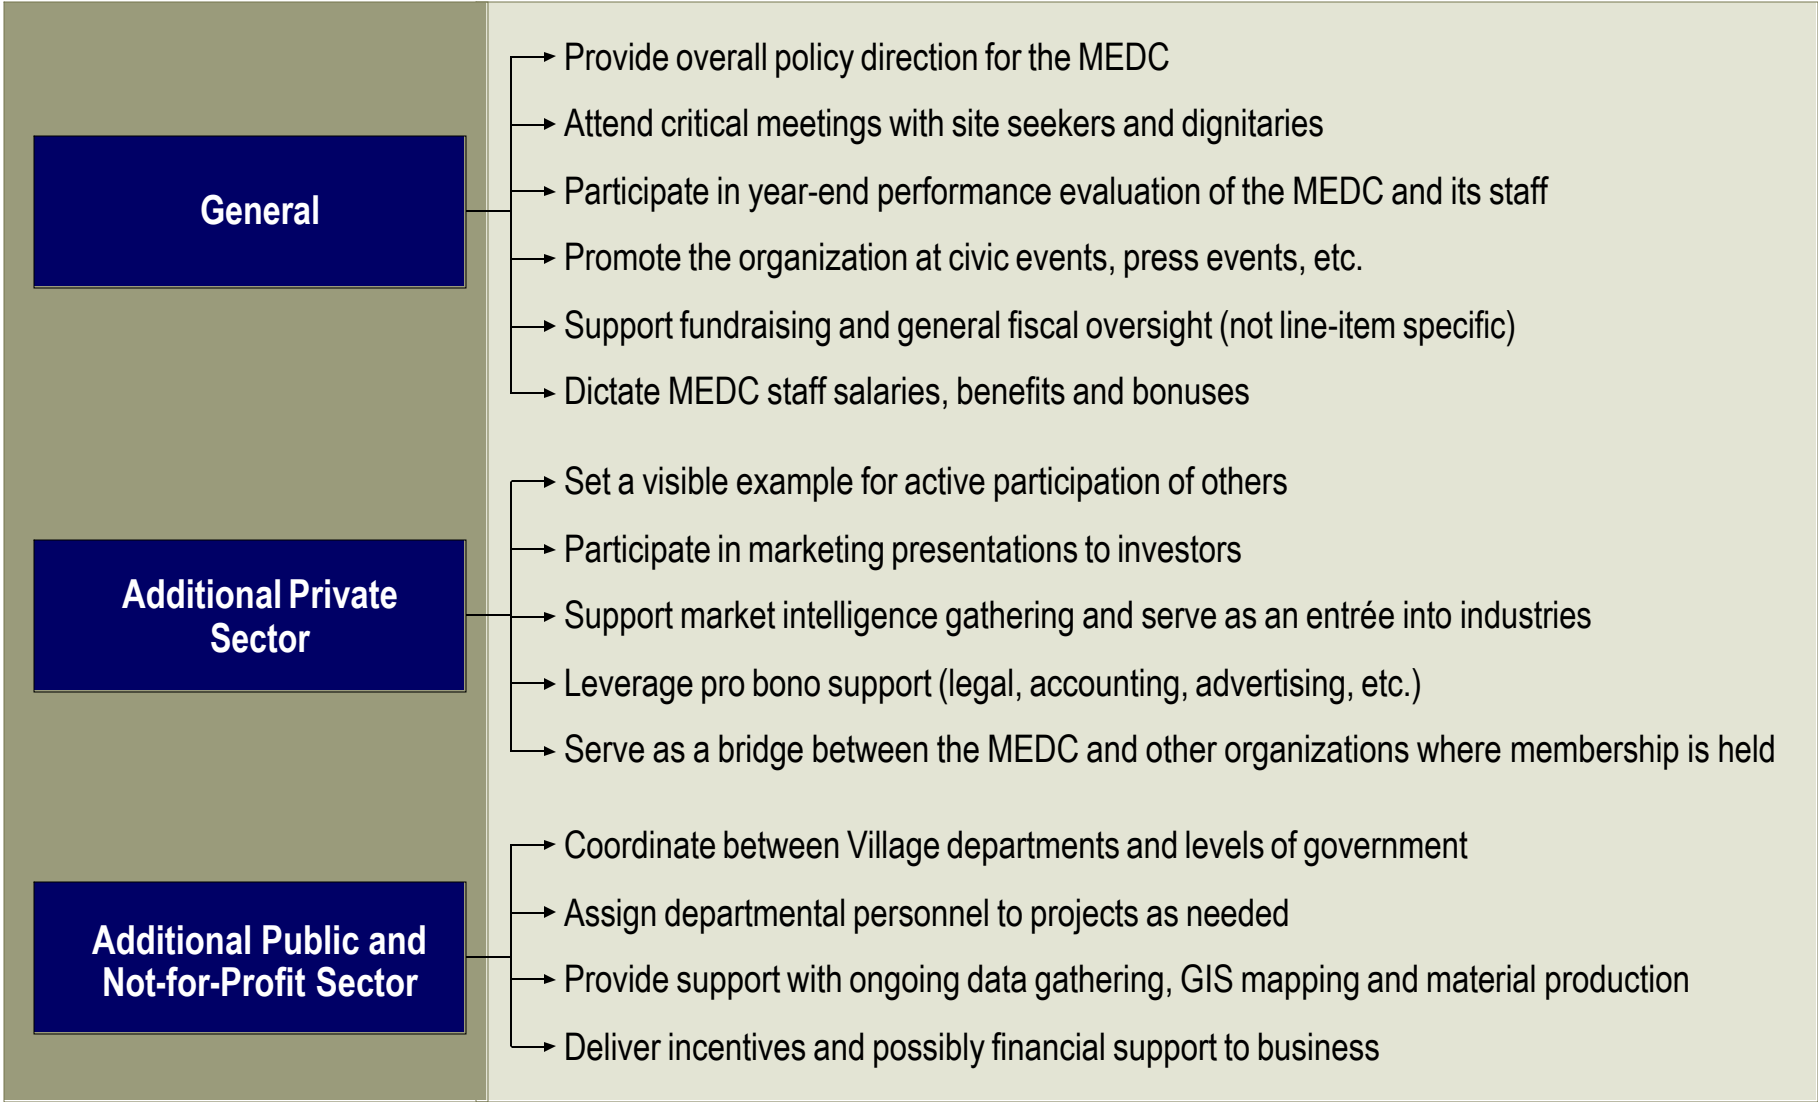 General
Provide overall policy direction for the MEDC
Attend critical meetings with site seekers and dignitaries
Participate in year-end performance evaluation of the MEDC and its staff
Promote the organization at civic events, press events, etc.
Support fundraising and general fiscal oversight (not line-item specific)
Dictate MEDC staff salaries, benefits and bonuses
Additional Private
Sector
Set a visible example for active participation of others
Participate in marketing presentations to investors
Support market intelligence gathering and serve as an entrée into industries
Leverage pro bono support (legal, accounting, advertising, etc.)
Serve as a bridge between the MEDC and other organizations where membership is held
Additional Public and
Not-for-Profit Sector
Coordinate between Village departments and levels of government
Assign departmental personnel to projects as needed
Provide support with ongoing data gathering, GIS mapping and material production
Deliver incentives and possibly financial support to business